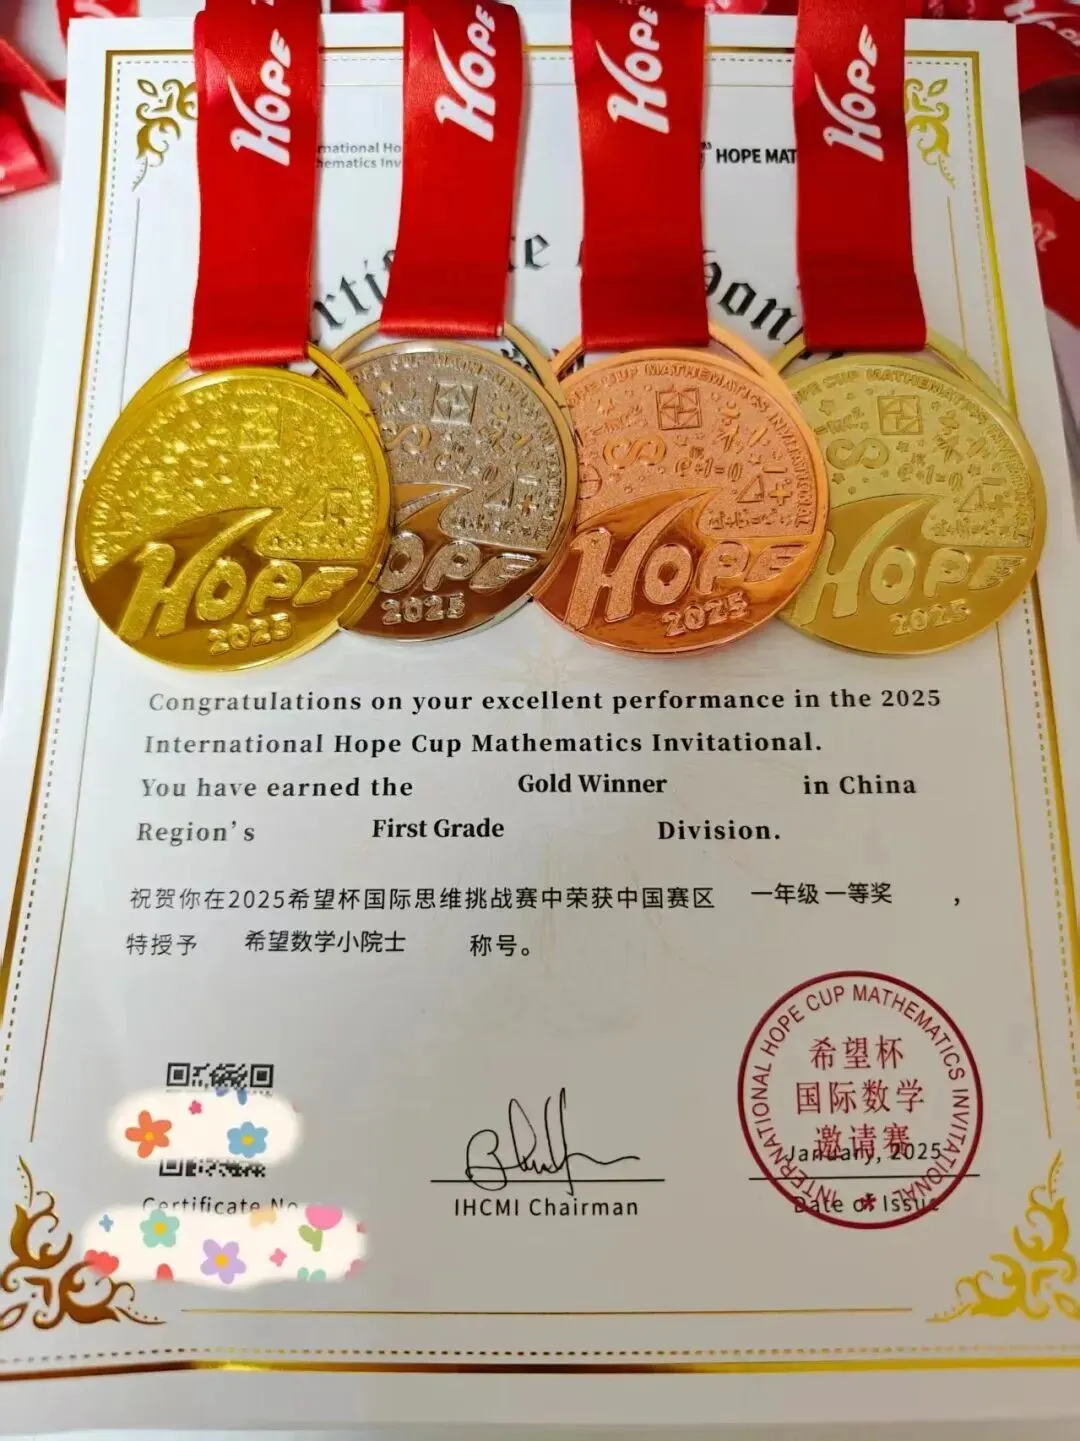 HOPE
HOPE
HOPE
HOPE
HOPE
2025
HOPE
2025
HOPE
2025
HOPE
2025
Congratulations on your excellent performance in the 2025
International Hope Cup Mathematics Invitational.
You have earned the Gold Winner in China
Region's First Grade Division.
祝贺你在2025希望杯国际思维挑战赛中荣获中国赛区 一年级 一等奖 ，
特授予 希望数学小院士 称号。
INTERNATIONAL HOPE CUP MATHEMATICS INVITATIONAL
希望杯
国际数学
邀请赛
January, 2025
Certificate No
IHCMI Chairman
Date of Issue